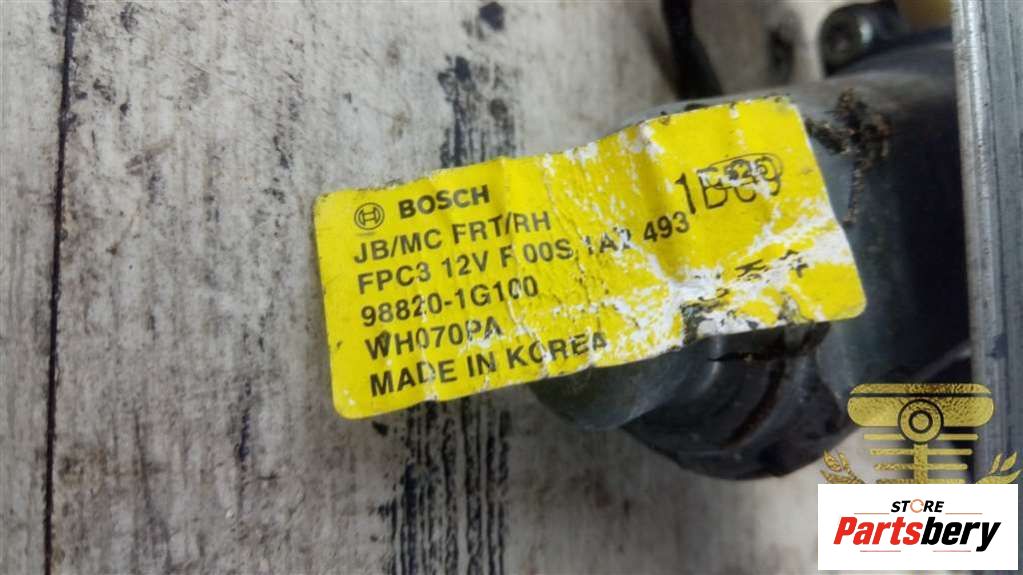 BOSCH
JB/MC FRT/RH
FPC3 12V F 00S 1A2 493
98820-1G100
WH070PA
MADE IN KOREA
STORE
Partsbery